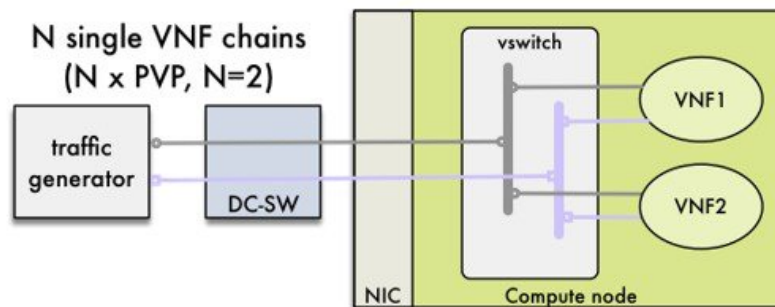 N single VNF chains
(N x PVP, N=2)
traffic
generator
DC-SW
NIC
vswitch
VNF1
VNF2
Compute node